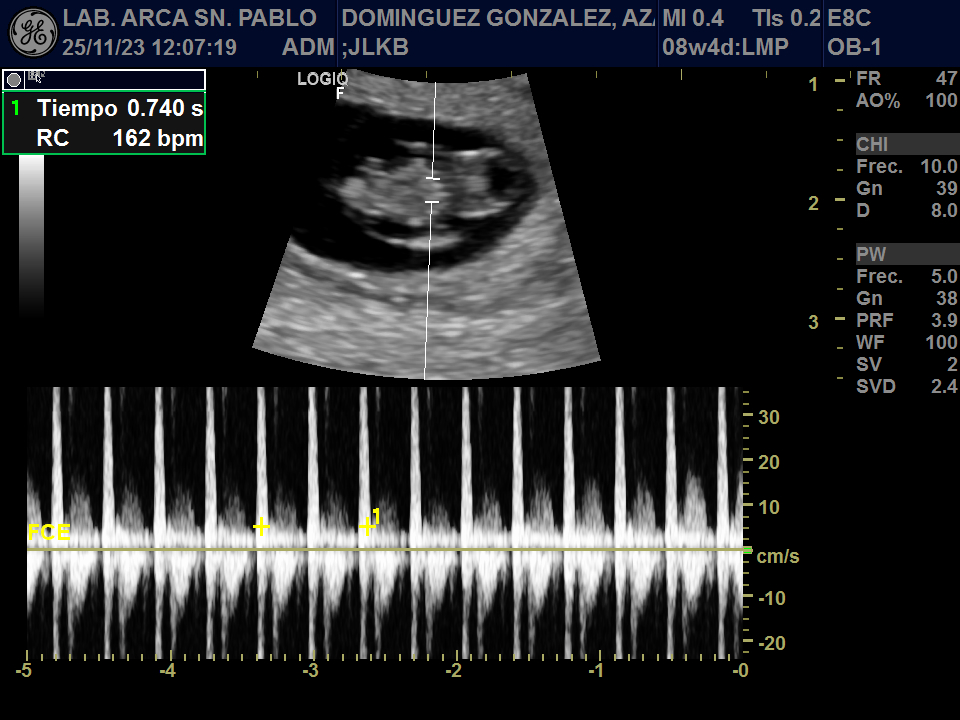 LAB. ARCA SN. PABLO
DOMINGUEZ GONZALEZ, AZ
MI 0.4 TIs 0.2
E8C
25/11/23 12:07:19 ADM
;JLKB
08w4d:LMP
OB-1
1 Tiempo 0.740 s
RC 162 bpm
LOGIQ
F
1
2
3
FR 47
AO% 100
CHI
Frec. 10.0
Gn 39
D 8.0
PW
Frec. 5.0
Gn 38
PRF 3.9
WF 100
SV 2
SVD 2.4
30
20
10
cm/s
-10
-20
1
FCE
-5 -4 -3 -2 -1 -0